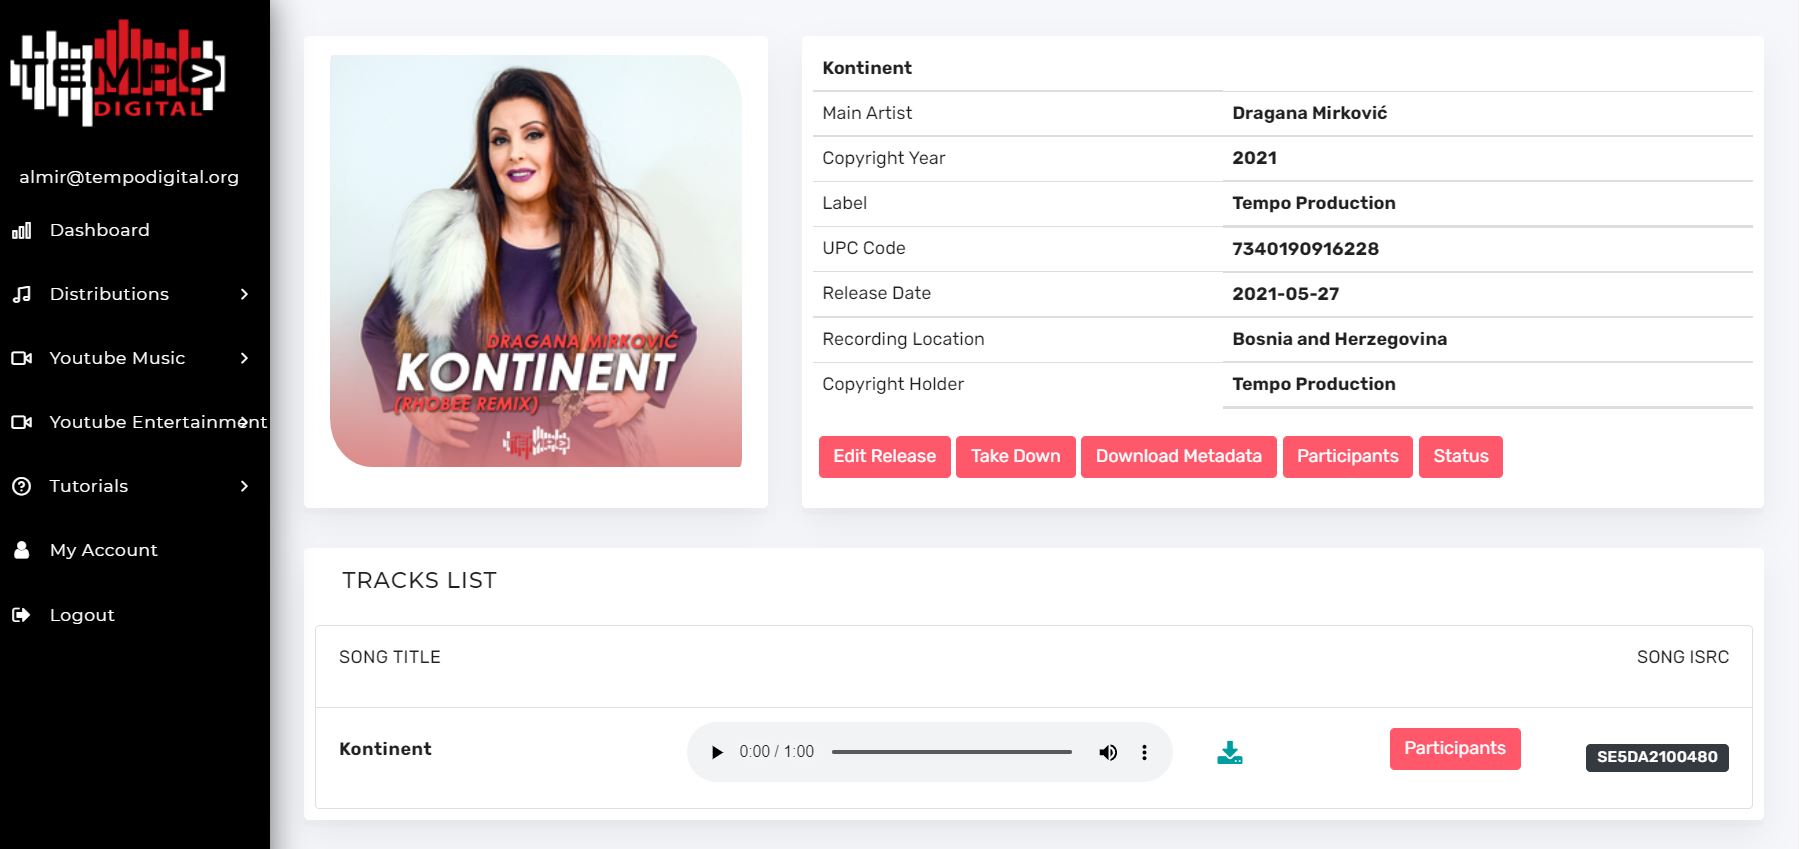 TEMPO
DIGITAL
almir@tempodigital.org
Dashboard
Distributions
Youtube Music
Youtube Entertainment
Tutorials
My Account
Logout
DRAGANA MIRKOVIĆ
KONTINENT
(RHOBEE REMIX)
TEMPO
Kontinent
Main Artist Dragana Mirković
Copyright Year 2021
Label Tempo Production
UPC Code 7340190916228
Release Date 2021-05-27
Recording Location Bosnia and Herzegovina
Copyright Holder Tempo Production
Edit Release Take Down Download Metadata Participants Status
TRACKS LIST
SONG TITLE SONG ISRC
Kontinent 0:00 / 1:00 Participants SE5DA2100480